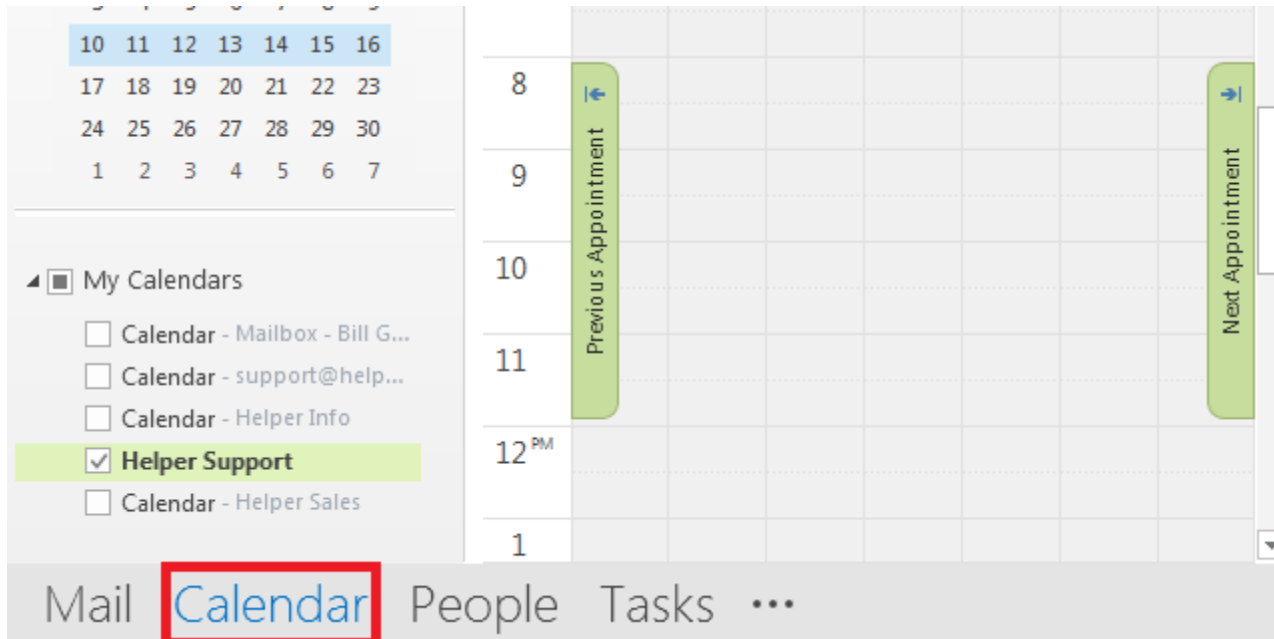 10 11 12 13 14 15 16
17 18 19 20 21 22 23
24 25 26 27 28 29 30
1 2 3 4 5 6 7
My Calendars
Calendar - Mailbox - Bill G...
Calendar - support@help...
Calendar - Helper Info
Helper Support
Calendar - Helper Sales
8
9
10
11
12 PM
1
Previous Appointment
Next Appointment
Mail Calendar People Tasks ...